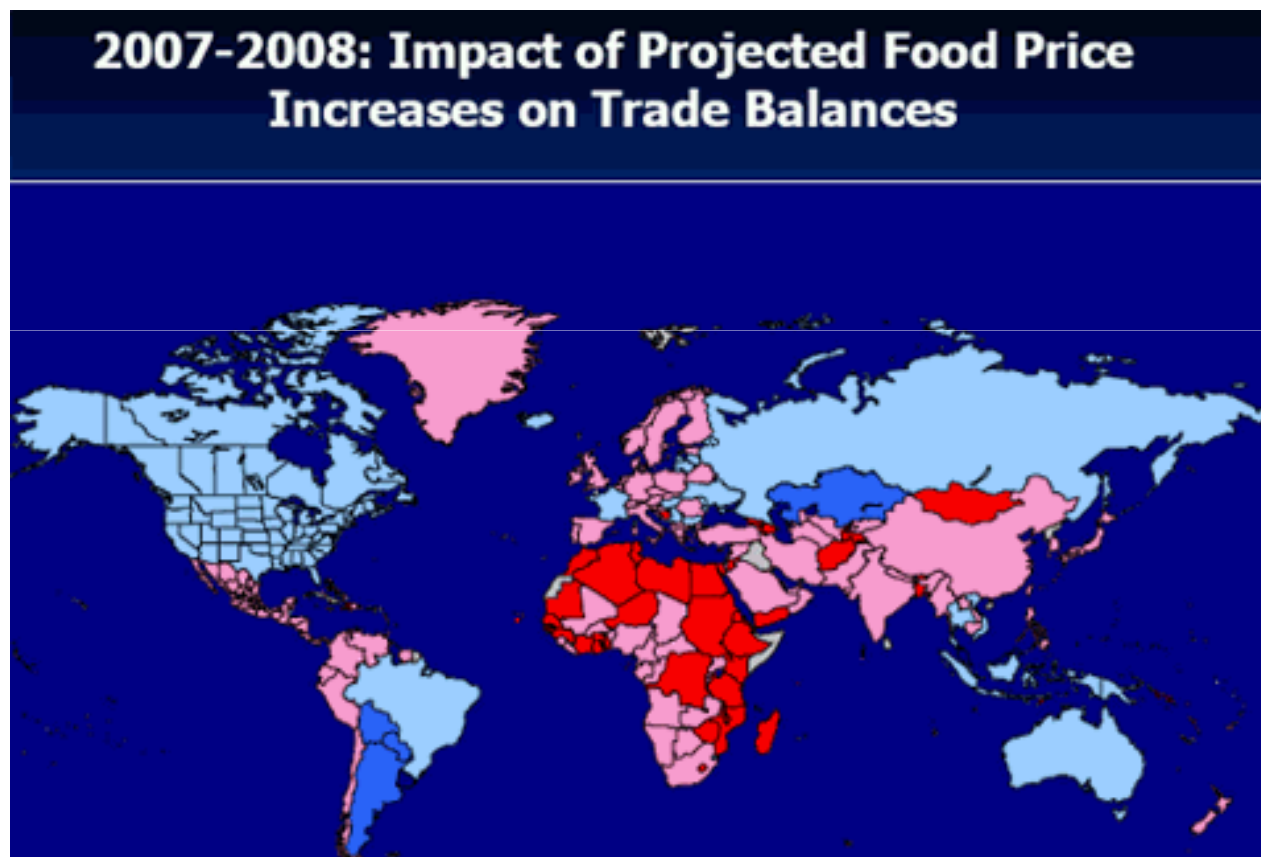 2007-2008: Impact of Projected Food Price
Increases on Trade Balances